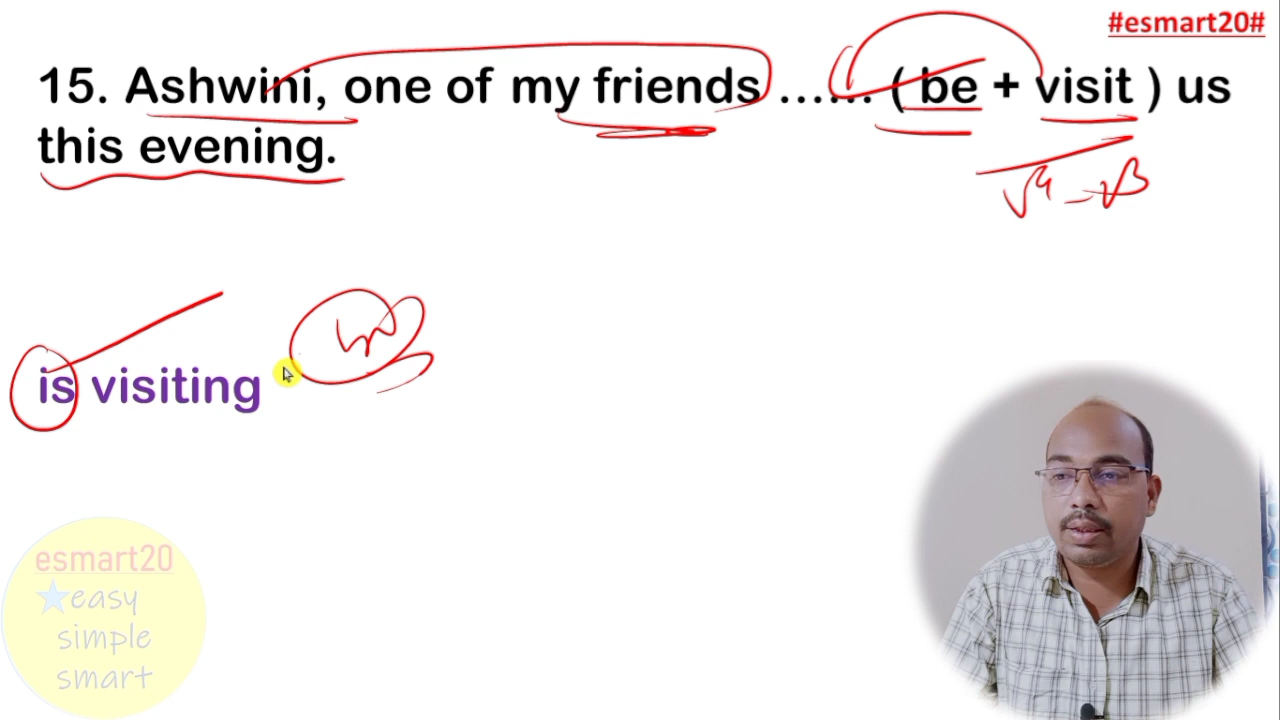 #esmart20#
15. Ashwini, one of my friends ...... ( be + visit ) us
this evening.
is visiting
esmart20
easy
simple
smart